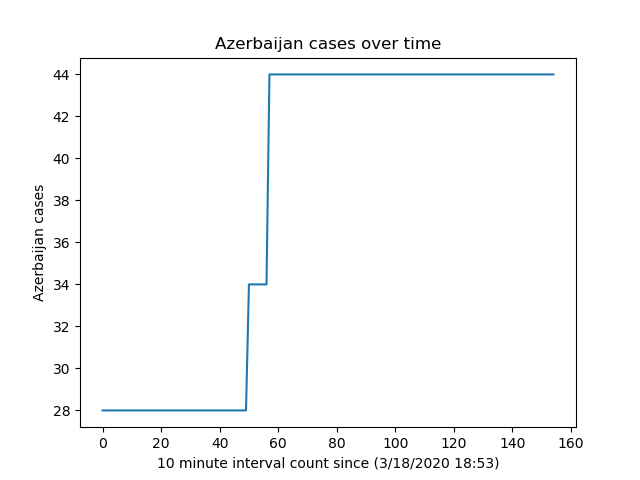 Azerbaijan cases over time
Azerbaijan cases
44
42
40
38
36
34
32
30
28
0 20 40 60 80 100 120 140 160
10 minute interval count since (3/18/2020 18:53)